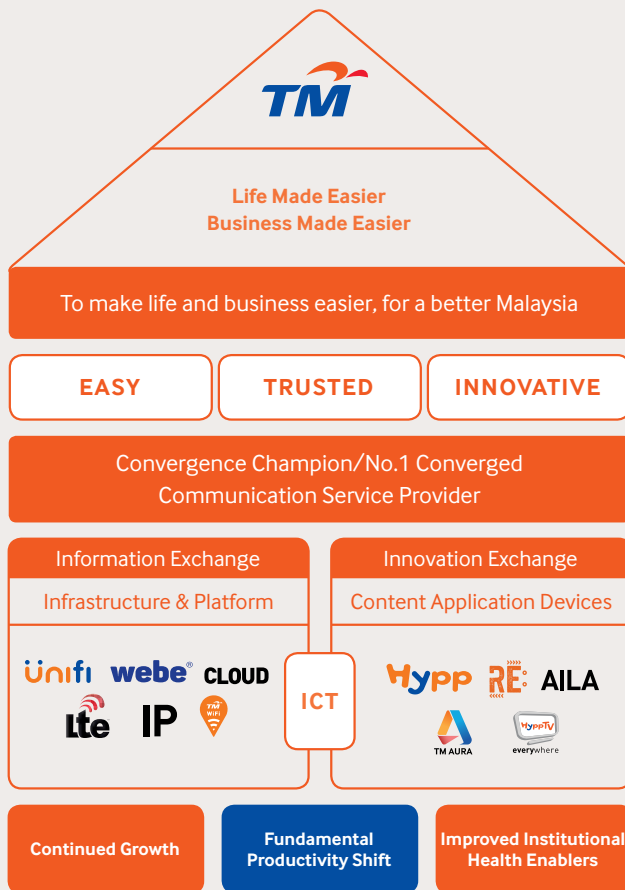 TM
Life Made Easier
Business Made Easier
To make life and business easier, for a better Malaysia
EASY
TRUSTED
INNOVATIVE
Convergence Champion/No.1 Converged
Communication Service Provider
Information Exchange
Infrastructure & Platform
unifi
webe®
CLOUD
Lte
IP
TM
WiFi
ICT
Innovation Exchange
Content Application Devices
Hypp
RE:
AILA
TM AURA
HyppTV
everywhere
Continued Growth
Fundamental
Productivity Shift
Improved Institutional
Health Enablers